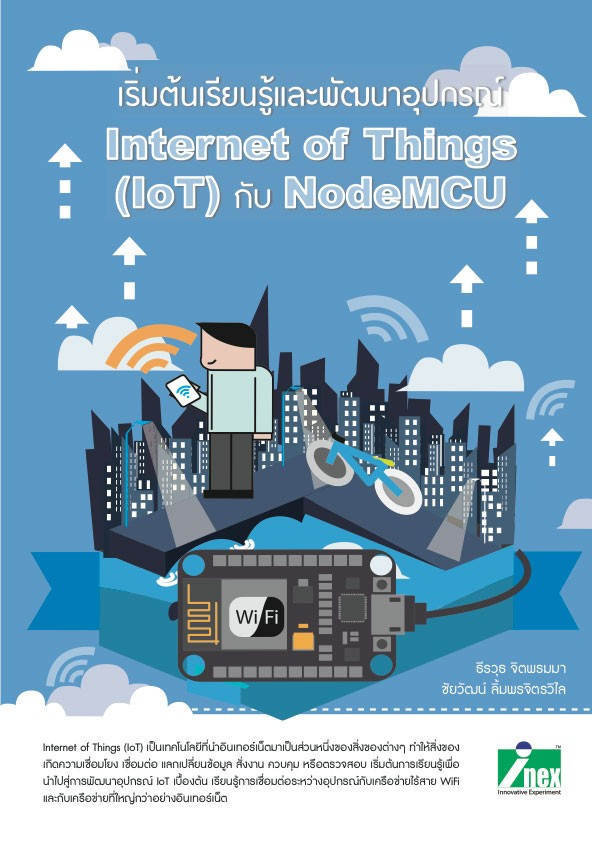 เริ่มต้นเรียนรู้และพัฒนาอุปกรณ์
Internet of Things
(IoT) กับ NodeMCU
Wi Fi
ธีรวุธ จิตพรมมา
ชัยวัฒน์ ลิ้มพรจิตรวิไล
Internet of Things (IoT) เป็นเทคโนโลยีที่นำอินเทอร์เน็ตมาเป็นส่วนหนึ่งของสิ่งของต่างๆ ทำให้สิ่งของ
เกิดความเชื่อมโยง เชื่อมต่อ แลกเปลี่ยนข้อมูล สั่งงาน ควบคุม หรือตรวจสอบ เริ่มต้นการเรียนรู้เพื่อ
นำไปสู่การพัฒนาอุปกรณ์ IoT เบื้องต้น เรียนรู้การเชื่อมต่อระหว่างอุปกรณ์กับเครือข่ายไร้สาย WiFi
และกับเครือข่ายที่ใหญ่กว่าอย่างอินเทอร์เน็ต
inex TM
Innovative Experiment